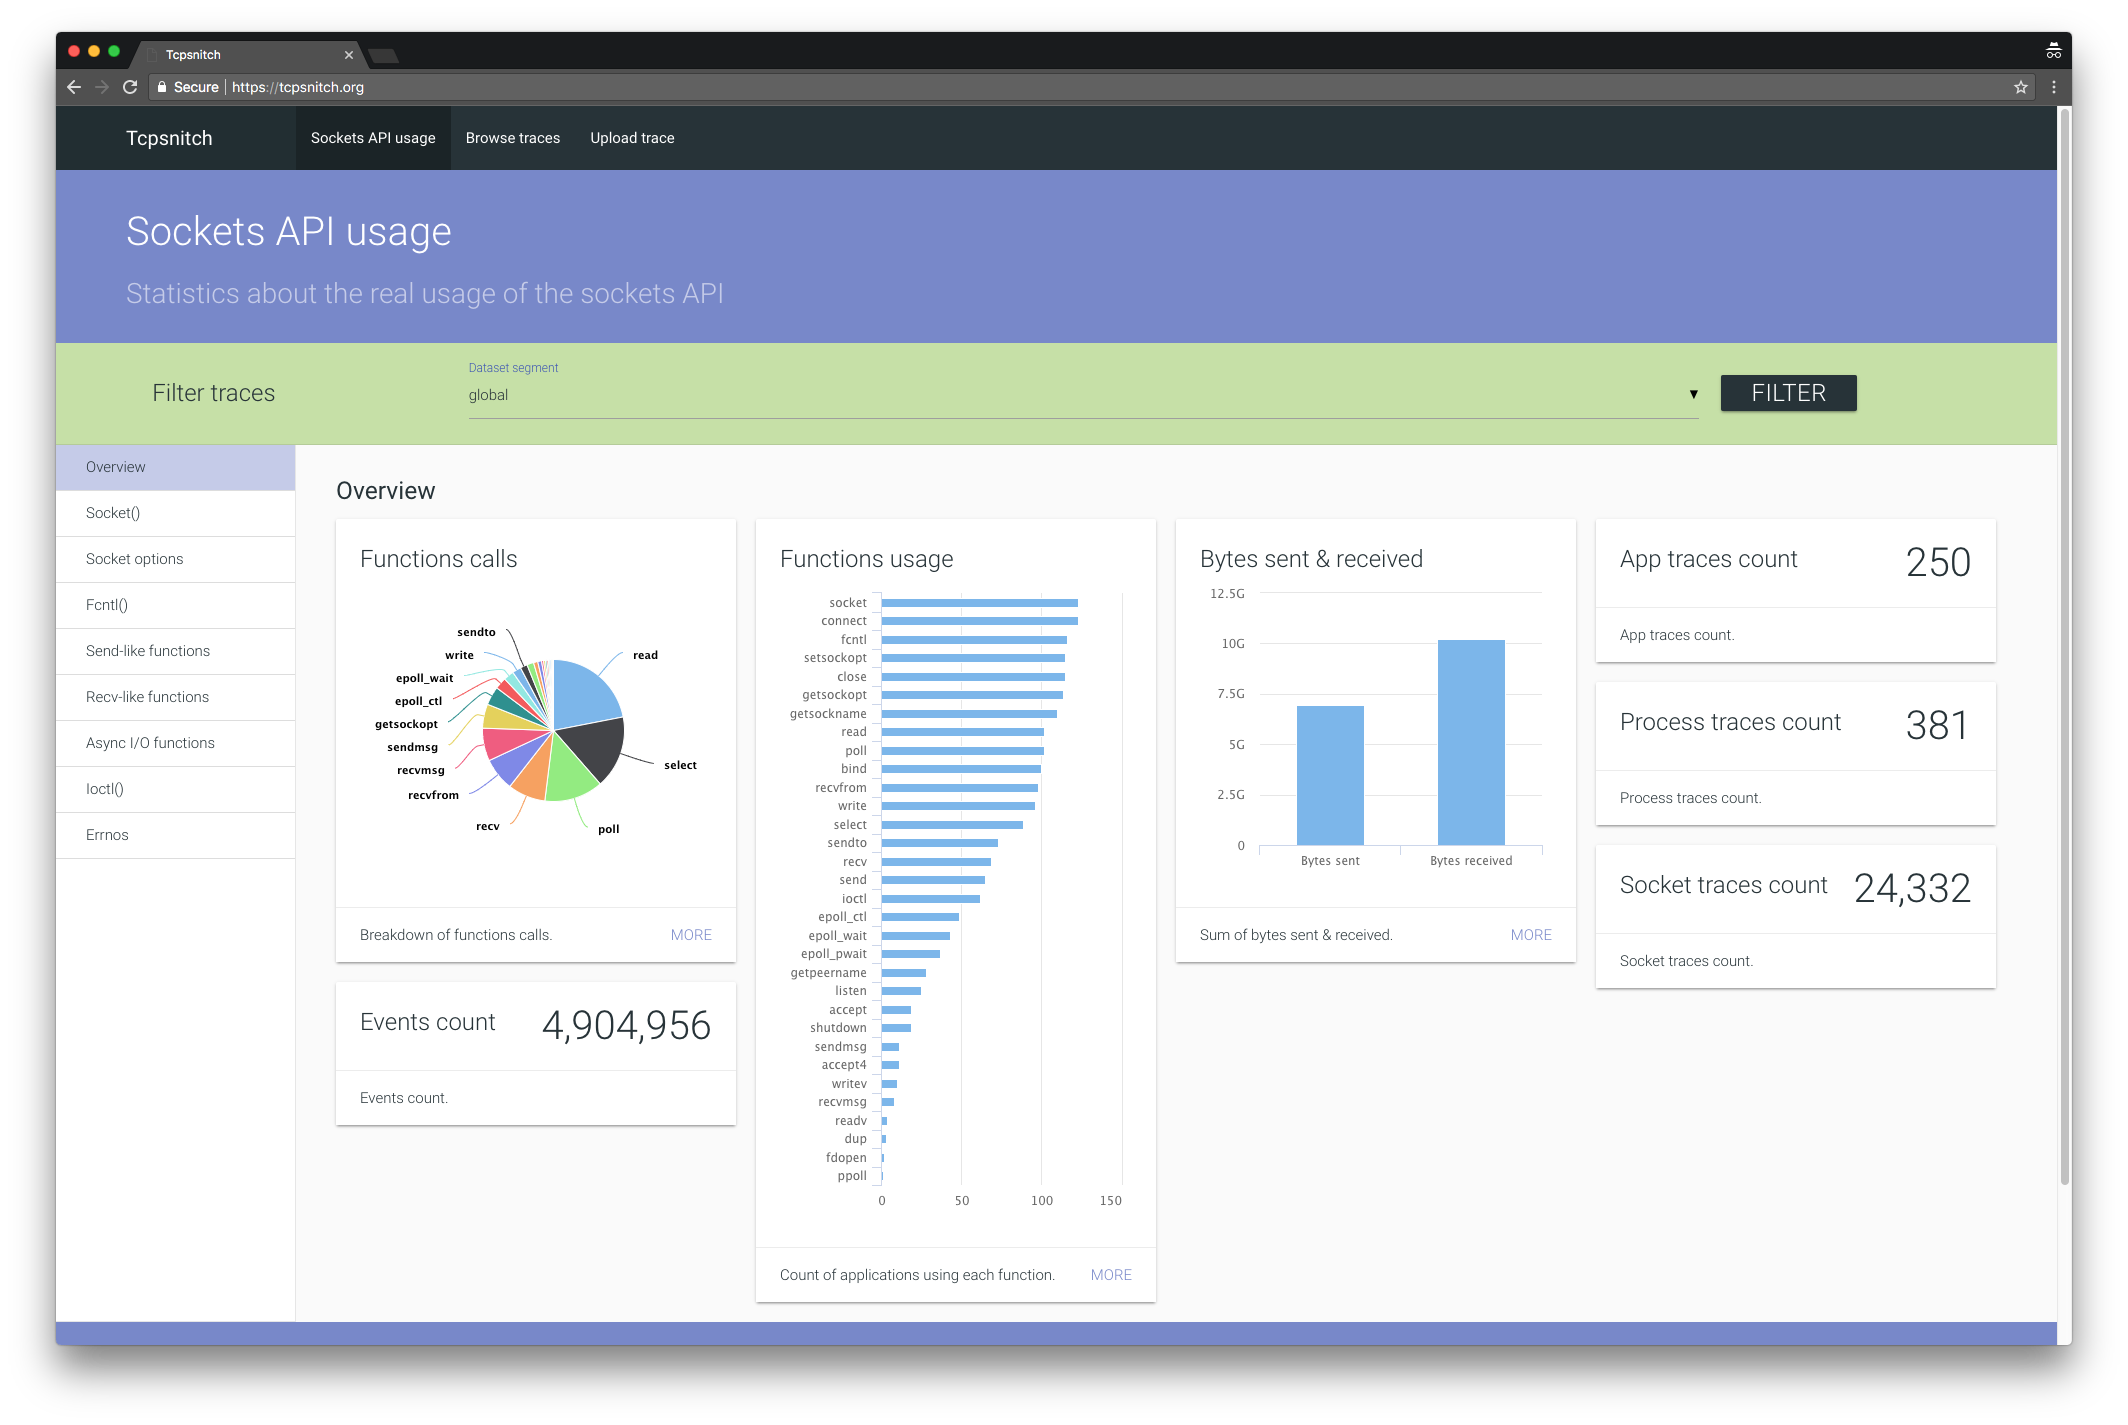 Tcpsnitch
Secure | https://tcpsnitch.org
Tcpsnitch
Sockets API usage
Browse traces
Upload trace
Sockets API usage
Statistics about the real usage of the sockets API
Filter traces
Dataset segment
global
FILTER
Overview
Socket()
Socket options
Fcntl()
Send-like functions
Recv-like functions
Async I/O functions
Ioctl()
Errnos
Overview
Functions calls
sendto
write
epoll_wait
epoll_ctl
getsockopt
sendmsg
recvmsg
recvfrom
recv
poll
select
read
Breakdown of functions calls.
MORE
Events count
4,904,956
Events count.
Functions usage
socket
connect
fcntl
setsockopt
close
getsockopt
getsockname
read
poll
bind
recvfrom
write
select
sendto
recv
send
ioctl
epoll_ctl
epoll_wait
epoll_pwait
getpeername
listen
accept
shutdown
sendmsg
accept4
writev
recvmsg
readv
dup
fdopen
ppoll
0 50 100 150
Count of applications using each function.
MORE
Bytes sent & received
12.5G
10G
7.5G
5G
2.5G
0
Bytes sent
Bytes received
Sum of bytes sent & received.
MORE
App traces count
250
App traces count.
Process traces count
381
Process traces count.
Socket traces count
24,332
Socket traces count.